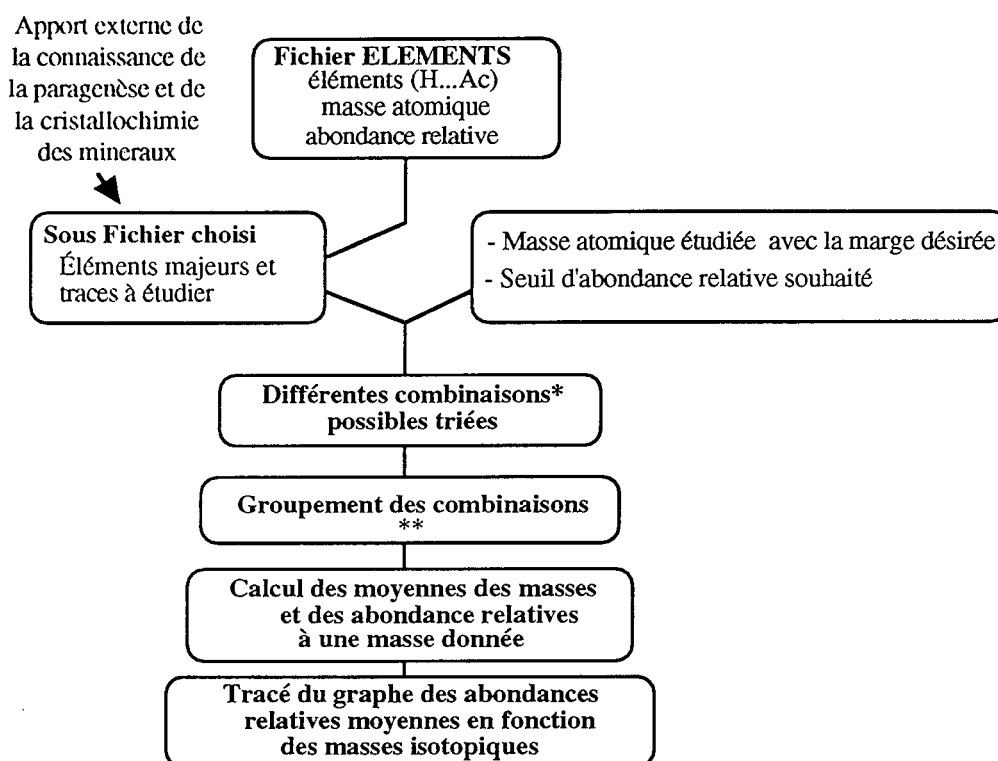 Apport externe de
la connaissance de
la paragenèse et de
la cristallochimie
des mineraux
Fichier ELEMENTS
éléments (H...Ac)
masse atomique
abondance relative
Sous Fichier choisi
Éléments majeurs et
traces à étudier
- Masse atomique étudiée avec la marge désirée
- Seuil d'abondance relative souhaité
Différentes combinaisons*
possibles triées
Groupement des combinaisons
**
Calcul des moyennes des masses
et des abondance relatives
à une masse donnée
Tracé du graphe des abondances
relatives moyennes en fonction
des masses isotopiques